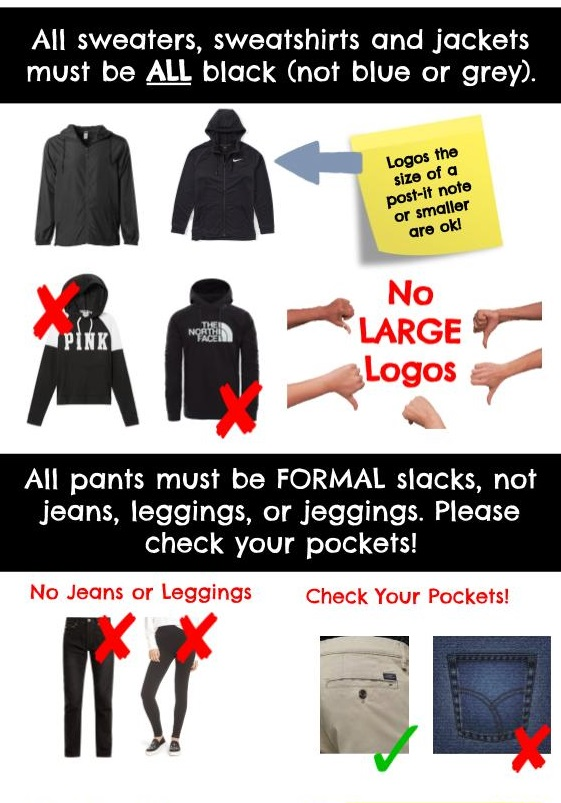 All sweaters, sweatshirts and jackets
must be ALL black (not blue or grey).
Logos the
size of a
post-it note
or smaller
are ok!
PINK
THE
NORTH
FACE
No
LARGE
Logos
All pants must be FORMAL slacks, not
jeans, leggings, or jeggings. Please
check your pockets!
No Jeans or Leggings
Check Your Pockets!